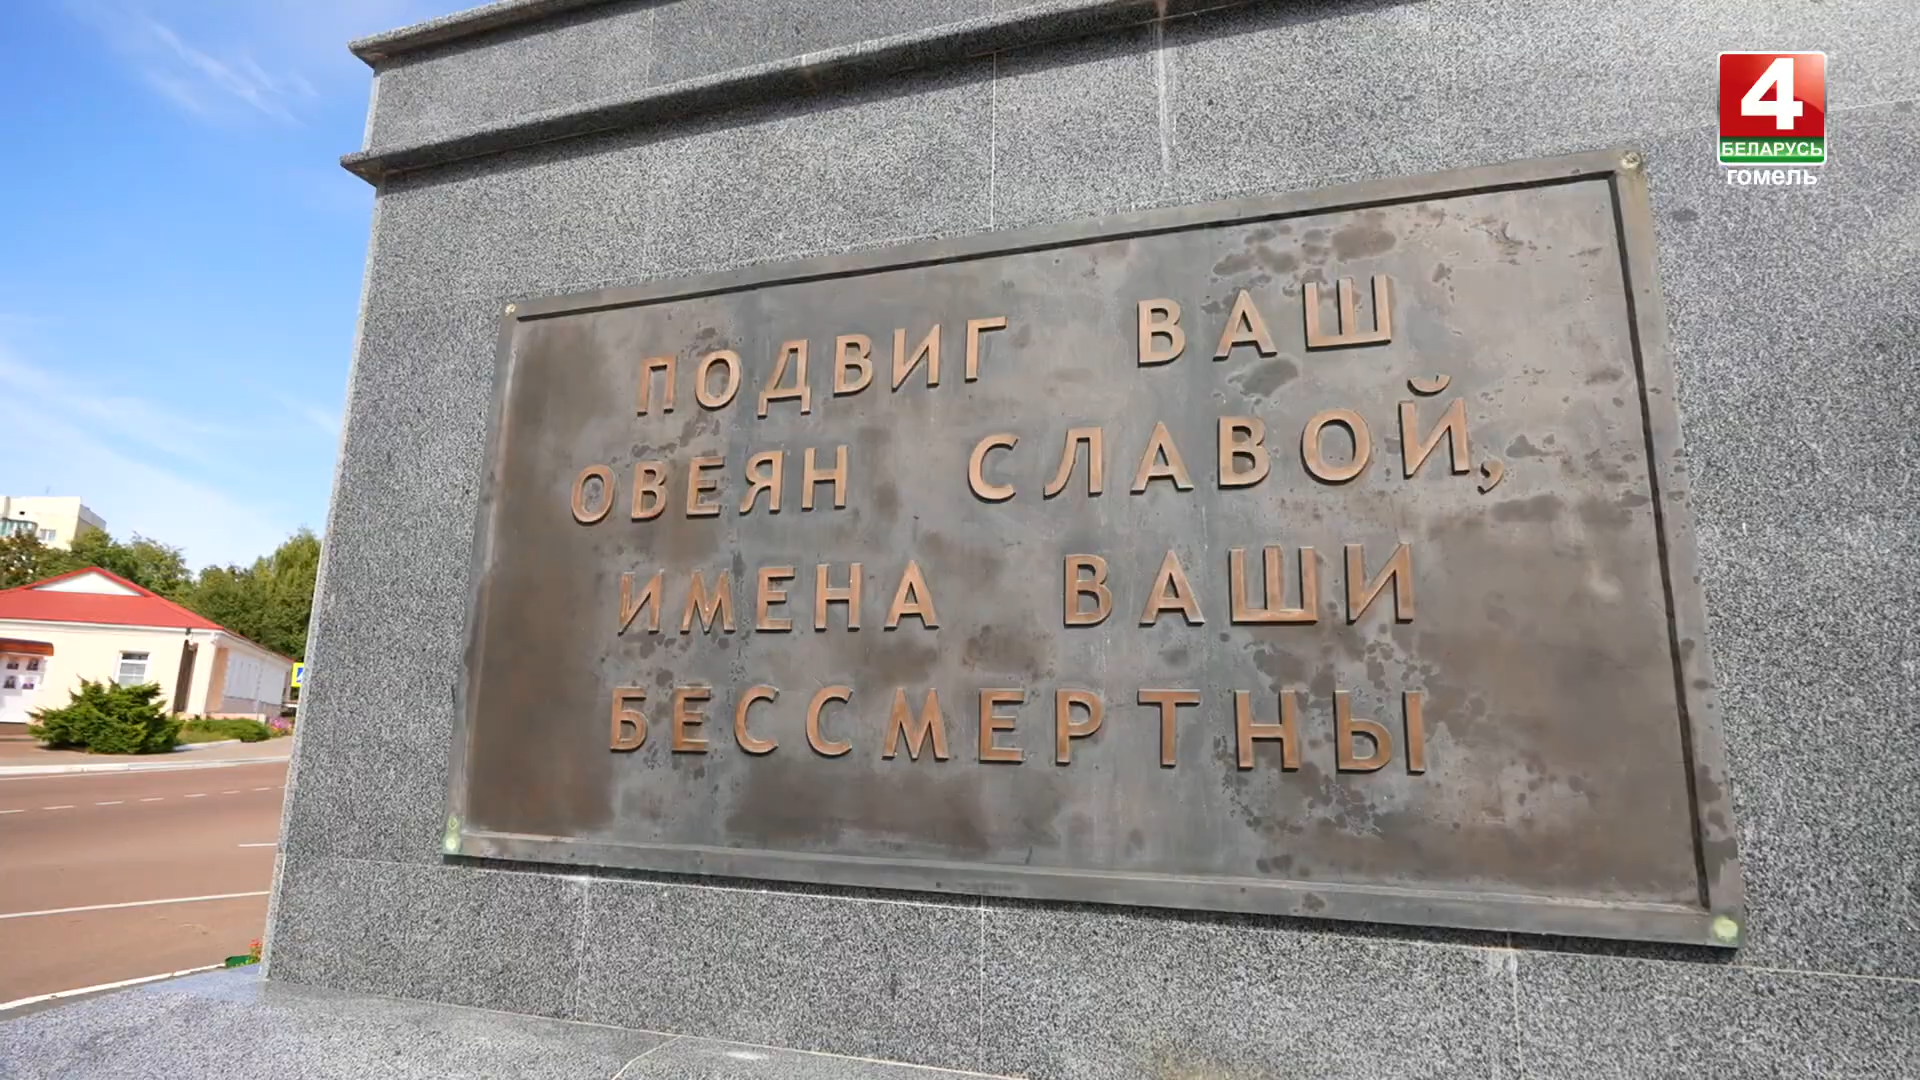 4
БЕЛАРУСЬ
гомель
ПОДВИГ ВАШ
ОВЕЯН СЛАВОЙ,
ИМЕНА ВАШИ
БЕССМЕРТНЫ